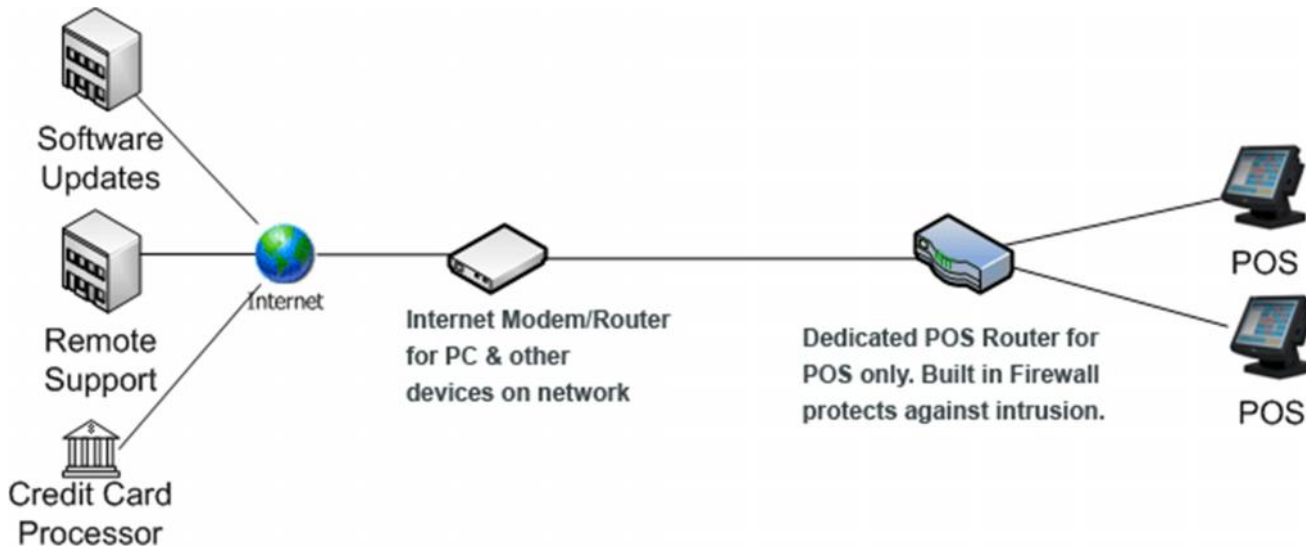 Software
Updates
Remote
Support
Credit Card
Processor
Internet
Internet Modem/Router
for PC & other
devices on network
Dedicated POS Router for
POS only. Built in Firewall
protects against intrusion.
POS
POS